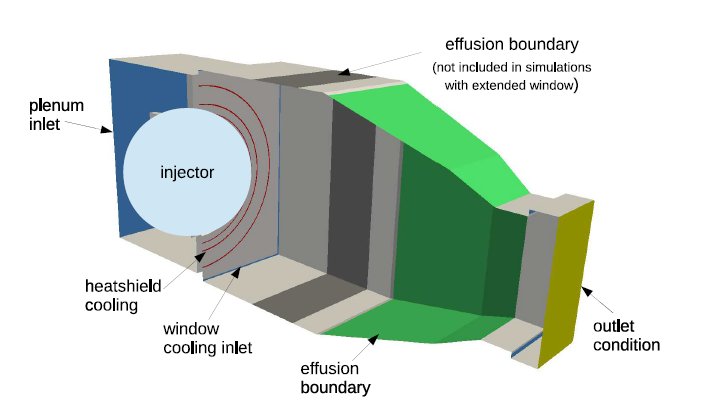 effusion boundary
(not included in simulations
with extended window)
plenum
inlet
injector
heatshield
cooling
window
cooling inlet
effusion
boundary
outlet
condition